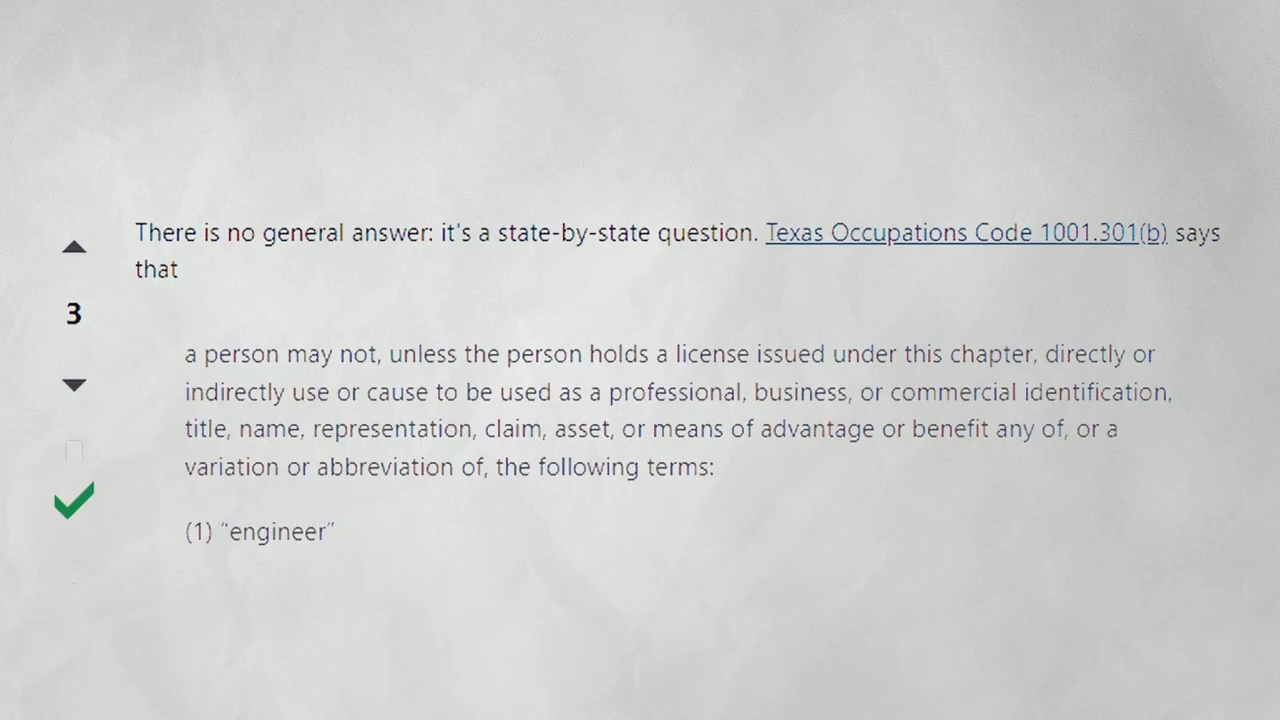 There is no general answer: it's a state-by-state question. Texas Occupations Code 1001.301(b) says
that
3
a person may not, unless the person holds a license issued under this chapter, directly or
indirectly use or cause to be used as a professional, business, or commercial identification,
title, name, representation, claim, asset, or means of advantage or benefit any of, or a
variation or abbreviation of, the following terms:
(1) “engineer”